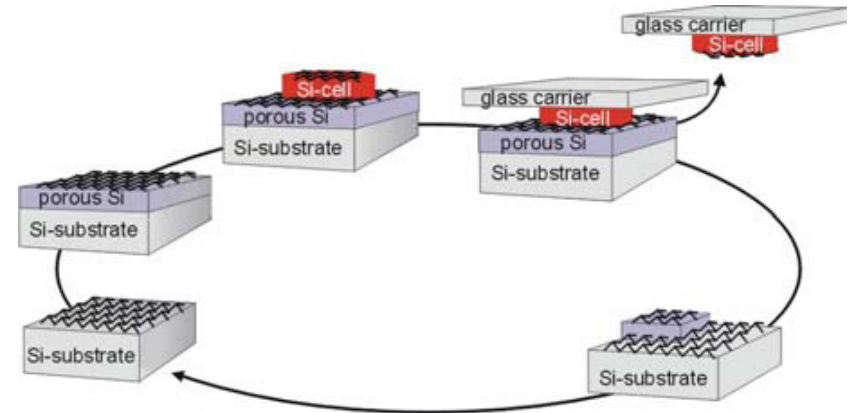 glass carrier
Si-cell
Si-cell
porous Si
Si-substrate
glass carrier
Si-cell
porous Si
Si-substrate
porous Si
Si-substrate
Si-substrate
Si-substrate